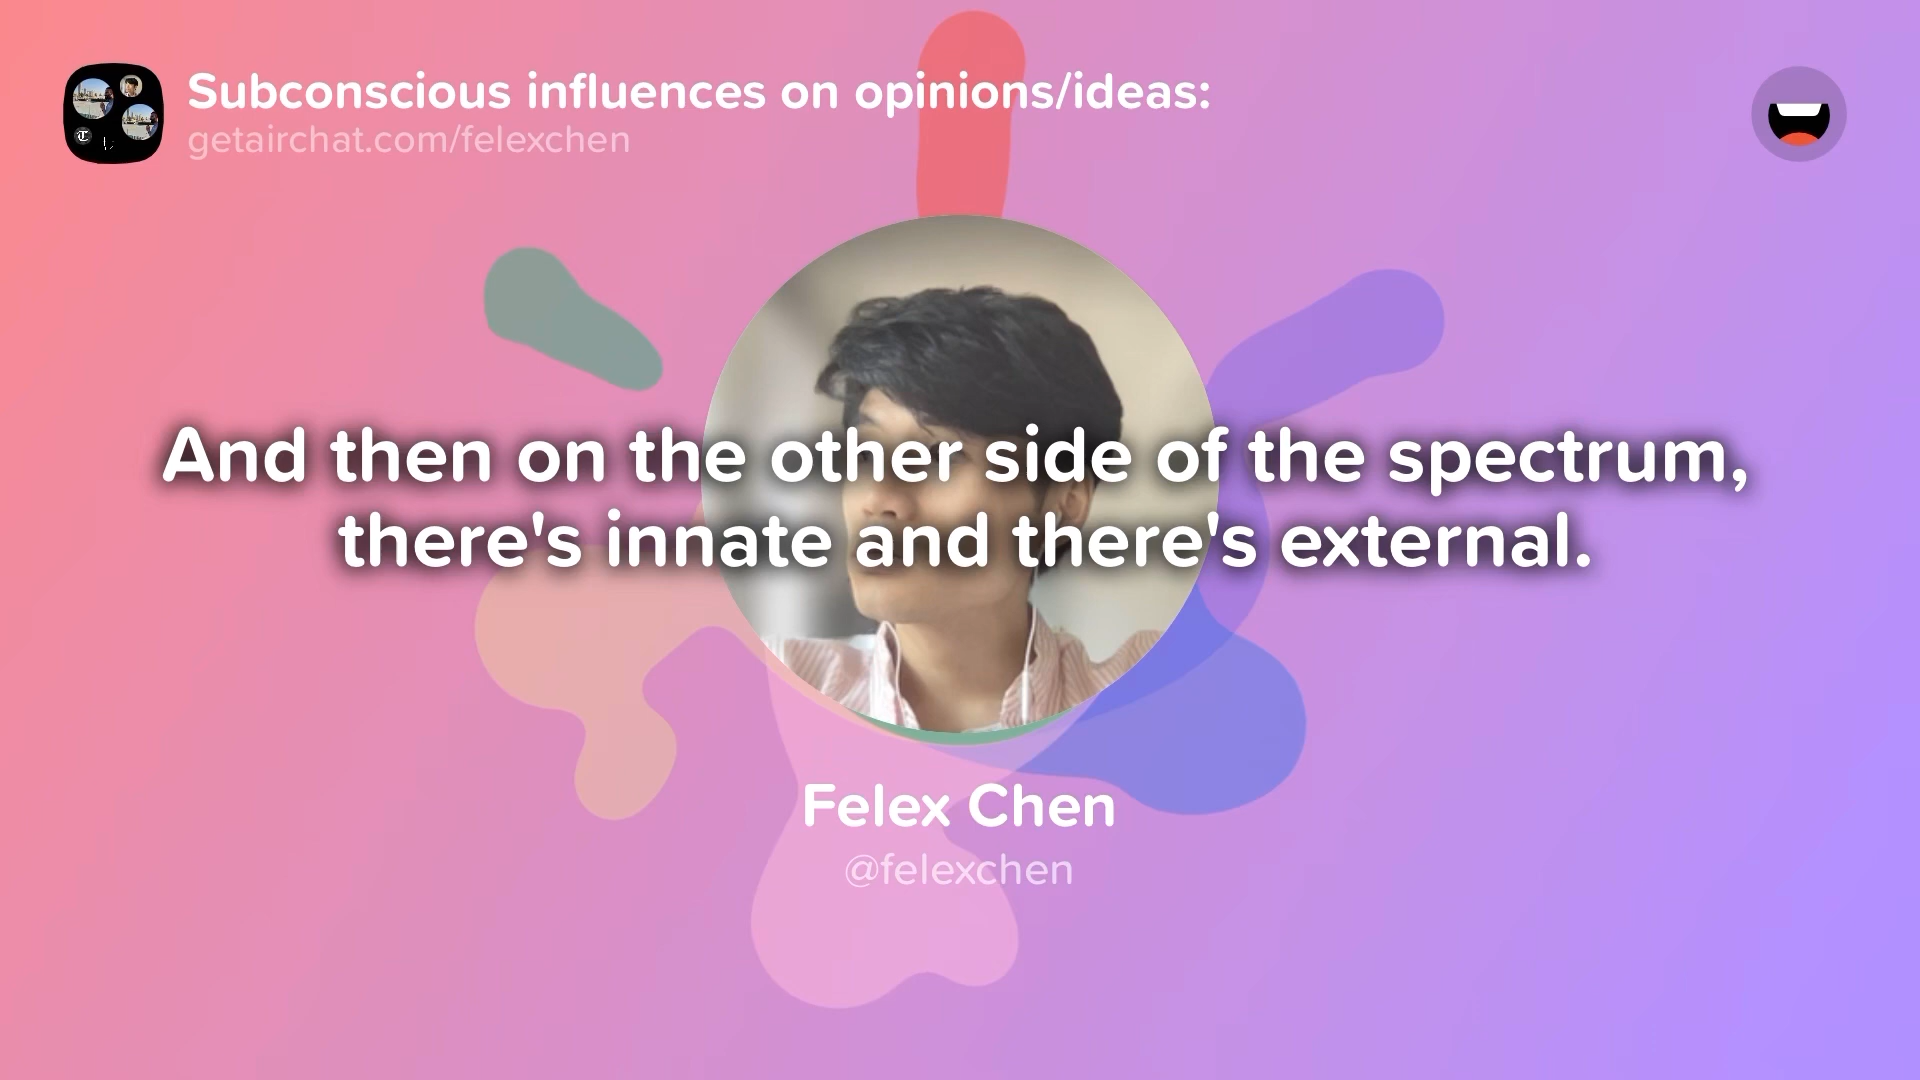 Subconscious influences on opinions/ideas:
getairchat.com/felexchen
And then on the other side of the spectrum,
there's innate and there's external.
Felex Chen
@felexchen